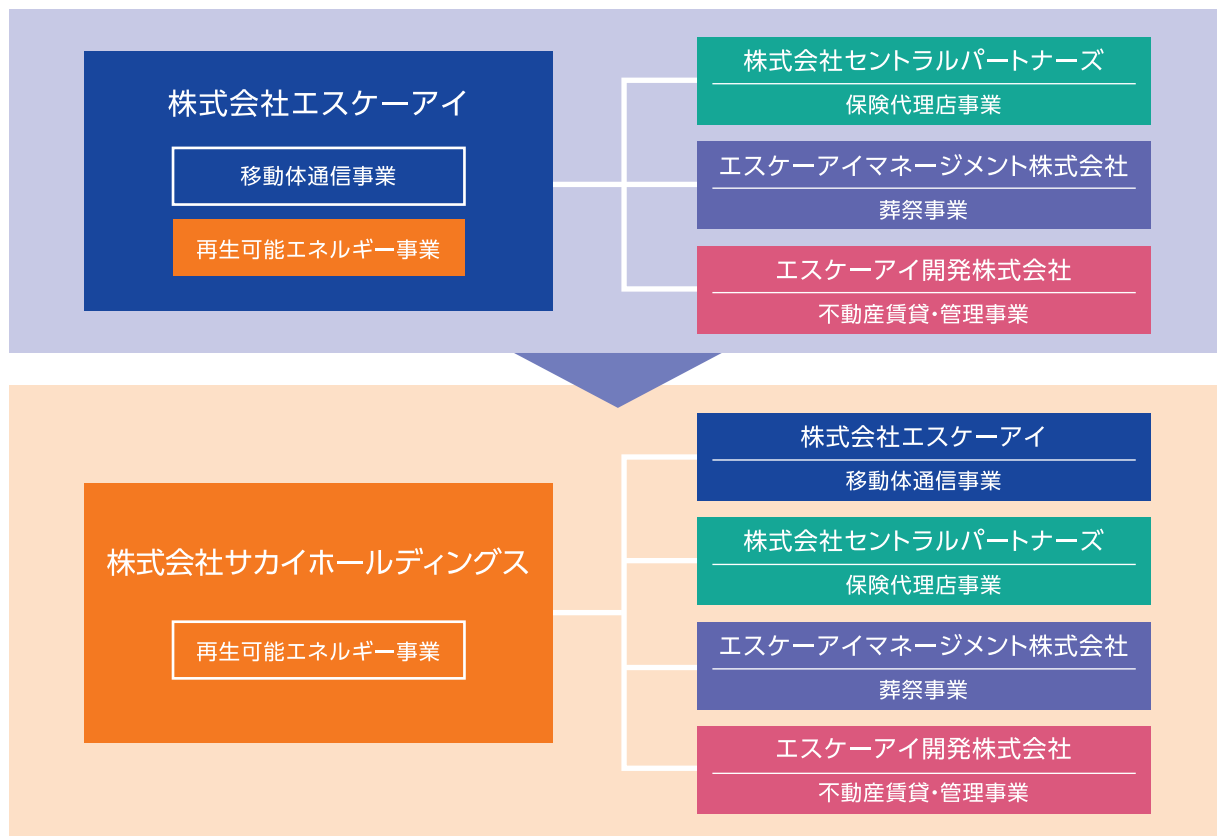 株式会社エスケーアイ
移動体通信事業
再生可能エネルギー事業
株式会社セントラルパートナーズ
保険代理店事業
エスケーアイマネージメント株式会社
葬祭事業
エスケーアイ開発株式会社
不動産賃貸・管理事業
株式会社サカイホールディングス
再生可能エネルギー事業
株式会社エスケーアイ
移動体通信事業
株式会社セントラルパートナーズ
保険代理店事業
エスケーアイマネージメント株式会社
葬祭事業
エスケーアイ開発株式会社
不動産賃貸・管理事業